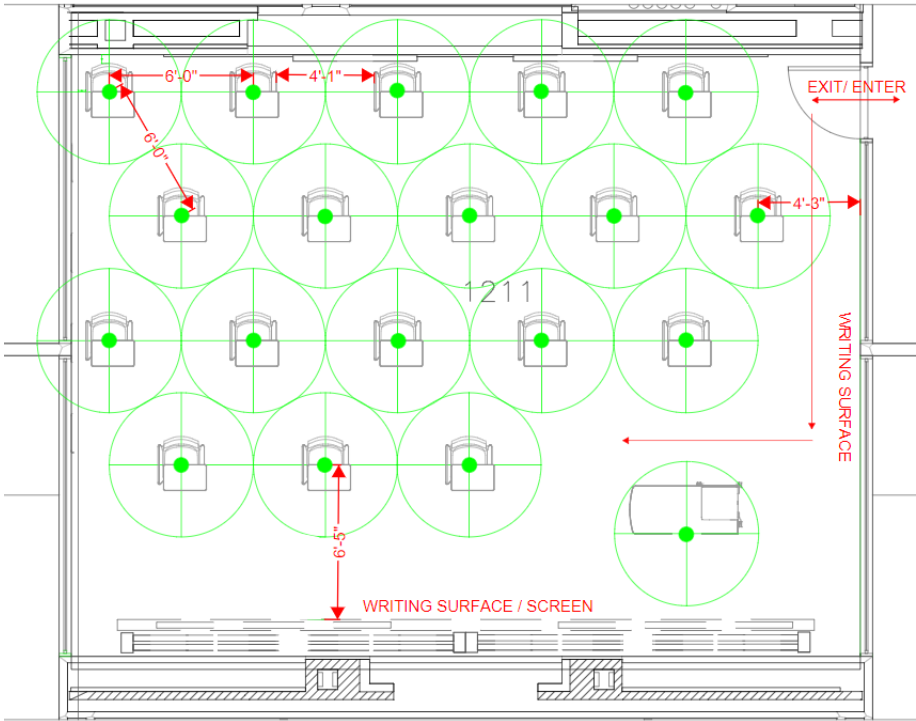 6'-0"
4'-1"
EXIT/ ENTER
6'-0"
4'-3"
1211
WRITING SURFACE
6'-5"
WRITING SURFACE / SCREEN